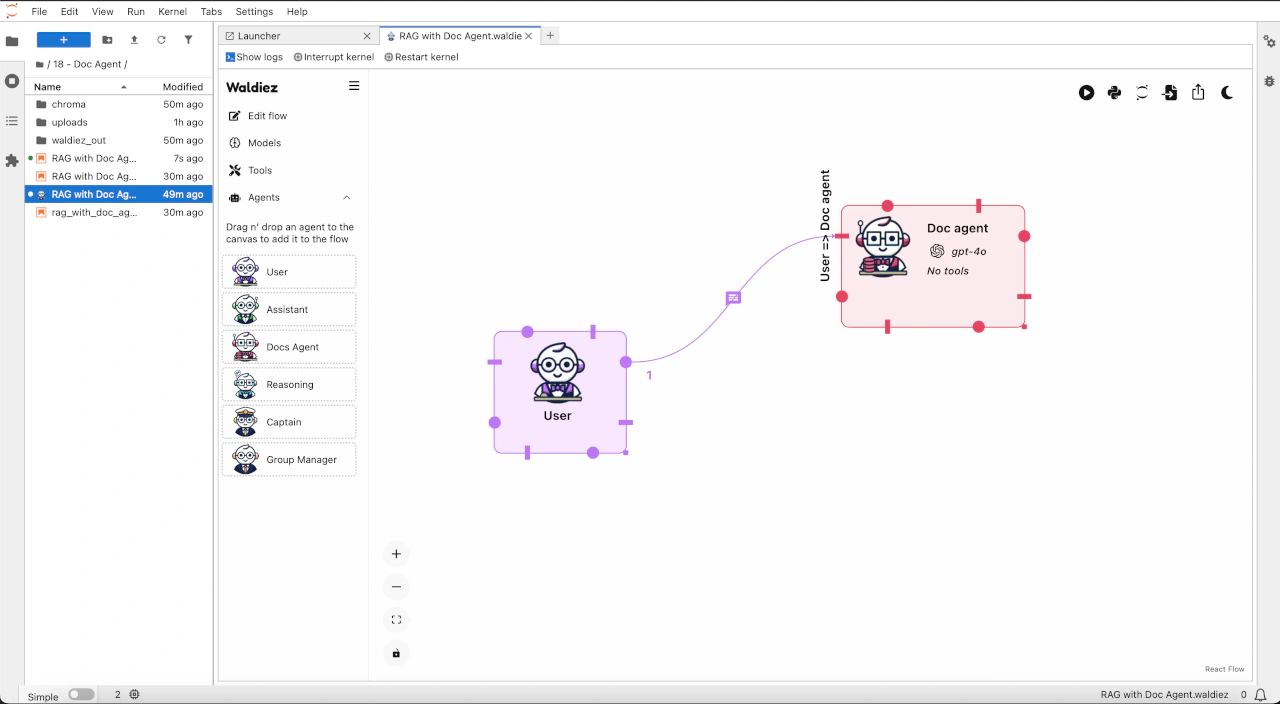 File Edit View Run Kernel Tabs Settings Help
Launcher
RAG with Doc Agent.waldie
/ 18 - Doc Agent /
Show logs Interrupt kernel Restart kernel
Name Modified
chroma 50m ago
uploads 1h ago
waldiez_out 50m ago
RAG with Doc Ag... 7s ago
RAG with Doc Ag... 30m ago
RAG with Doc Ag... 49m ago
rag_with_doc_ag... 30m ago
Waldiez
Edit flow
Models
Tools
Agents
Drag n' drop an agent to the
canvas to add it to the flow
User
Assistant
Docs Agent
Reasoning
Captain
Group Manager
User => Doc agent
Doc agent
gpt-4o
No tools
1
User
React Flow
Simple 2
RAG with Doc Agent.waldiez 0